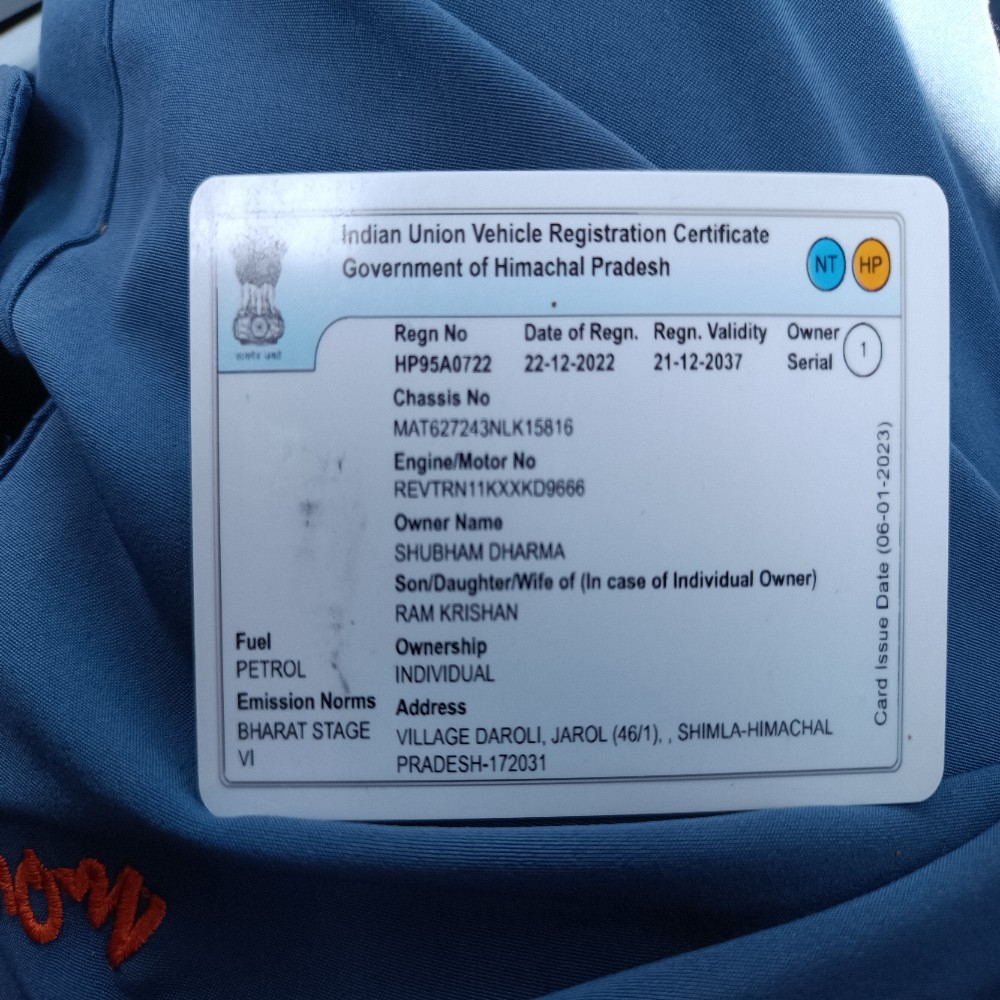 Indian Union Vehicle Registration Certificate
Government of Himachal Pradesh
NT HP
Regn No Date of Regn. Regn. Validity Owner Serial 1
HP95A0722 22-12-2022 21-12-2037
Chassis No
MAT627243NLK15816
Engine/Motor No
REVTRN11KXXKD9666
Owner Name
SHUBHAM DHARMA
Son/Daughter/Wife of (In case of Individual Owner)
RAM KRISHAN
Fuel
PETROL
Ownership
INDIVIDUAL
Emission Norms
BHARAT STAGE
VI
Address
VILLAGE DAROLI, JAROL (46/1), , SHIMLA-HIMACHAL
PRADESH-172031
Card Issue Date (06-01-2023)